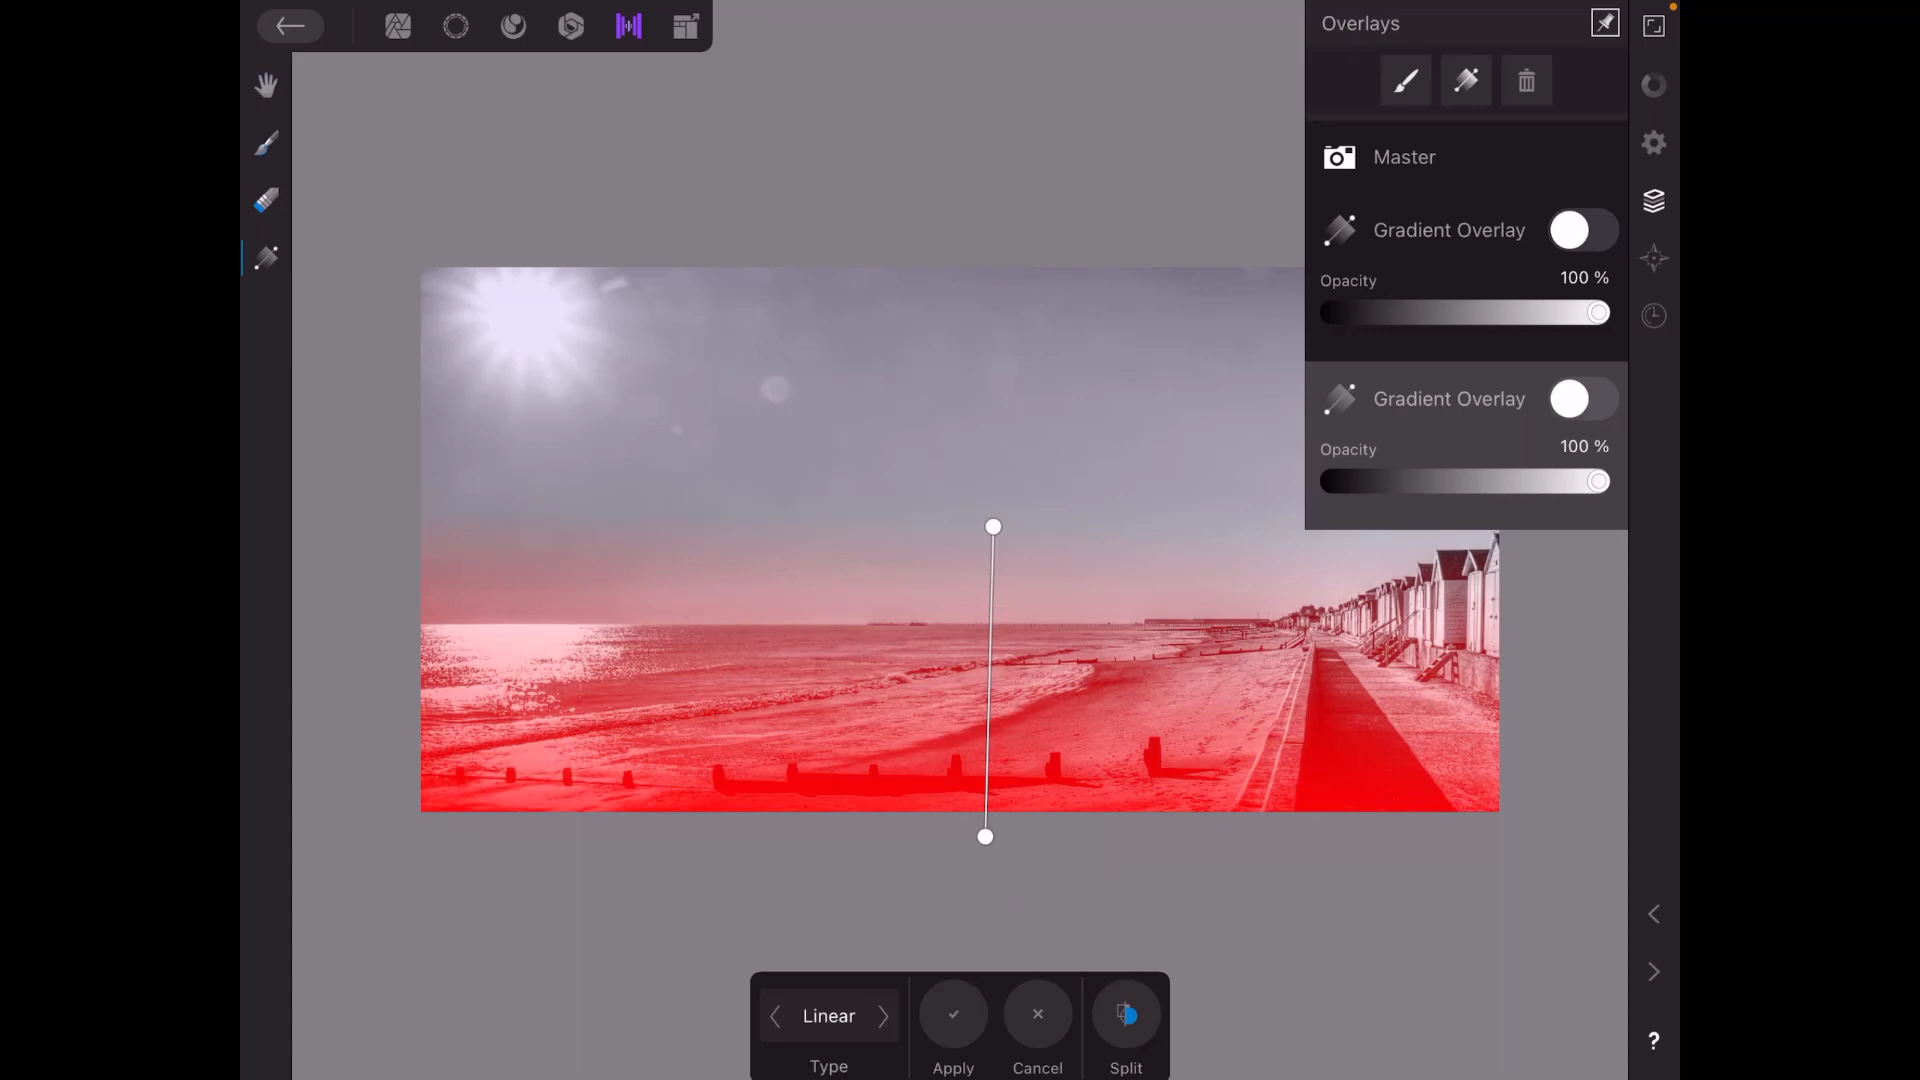 Overlays
Master
Gradient Overlay
Opacity 100 %
Gradient Overlay
Opacity 100 %
Linear
Type
Apply
Cancel
Split
?